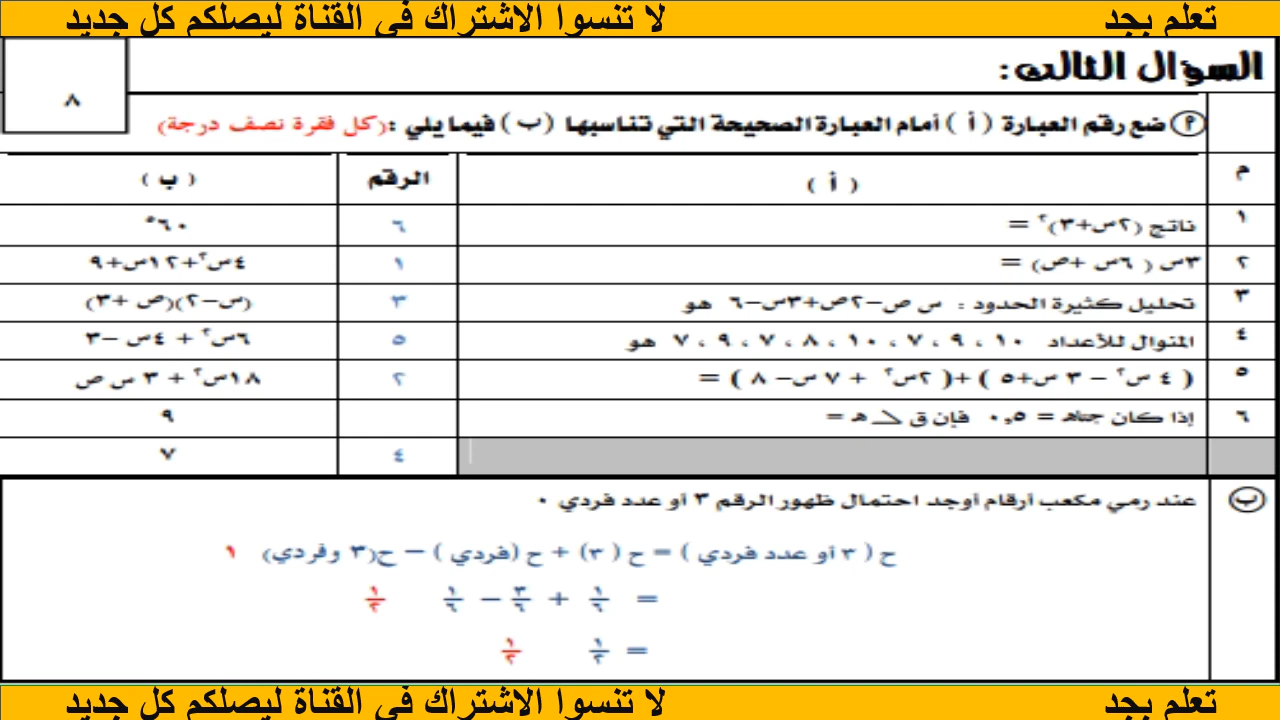 تعلم بجد لا تنسوا الاشتراك في القناة ليصلكم كل جديد
السؤال الثالث:
٨
(م) ضع رقم العبارة ( أ ) أمام العبارة الصحيحة التي تناسبها ( ب ) فيما يلي :(كل فقرة نصف درجة)
م ( أ ) الرقم ( ب )
١ ناتج (٢س+٣)٢ = ٦ ٦٠°
٢ ٣س ( ٦س +ص) = ١ ٤س٢+١٢س+٩
٣ تحليل كثيرة الحدود : س ص–٢ص+٣س–٦ هو ٣ (س–٢)(ص +٣)
٤ المنوال للأعداد ١٠ ، ٩ ، ٧ ، ١٠ ، ٨ ، ٧ ، ٩ ، ٧ هو ٥ ٦س٢ + ٤س –٣
٥ ( ٤ س٢ – ٣ س+٥ )+( ٢س٢ + ٧ س– ٨ ) = ٢ ١٨س٢ + ٣ س ص
٦ إذا كان جتاهـ = ٠,٥ فإن ق ∠ هـ = ٩
٤ ٧
(ب) عند رمي مكعب أرقام أوجد احتمال ظهور الرقم ٣ أو عدد فردي ٠
ح ( ٣ أو عدد فردي ) = ح ( ٣) + ح (فردي ) – ح(٣ وفردي) ١
= ١/٦ + ٣/٦ – ١/٦ ١/٢
= ١/٢ ١/٢
تعلم بجد لا تنسوا الاشتراك في القناة ليصلكم كل جديد